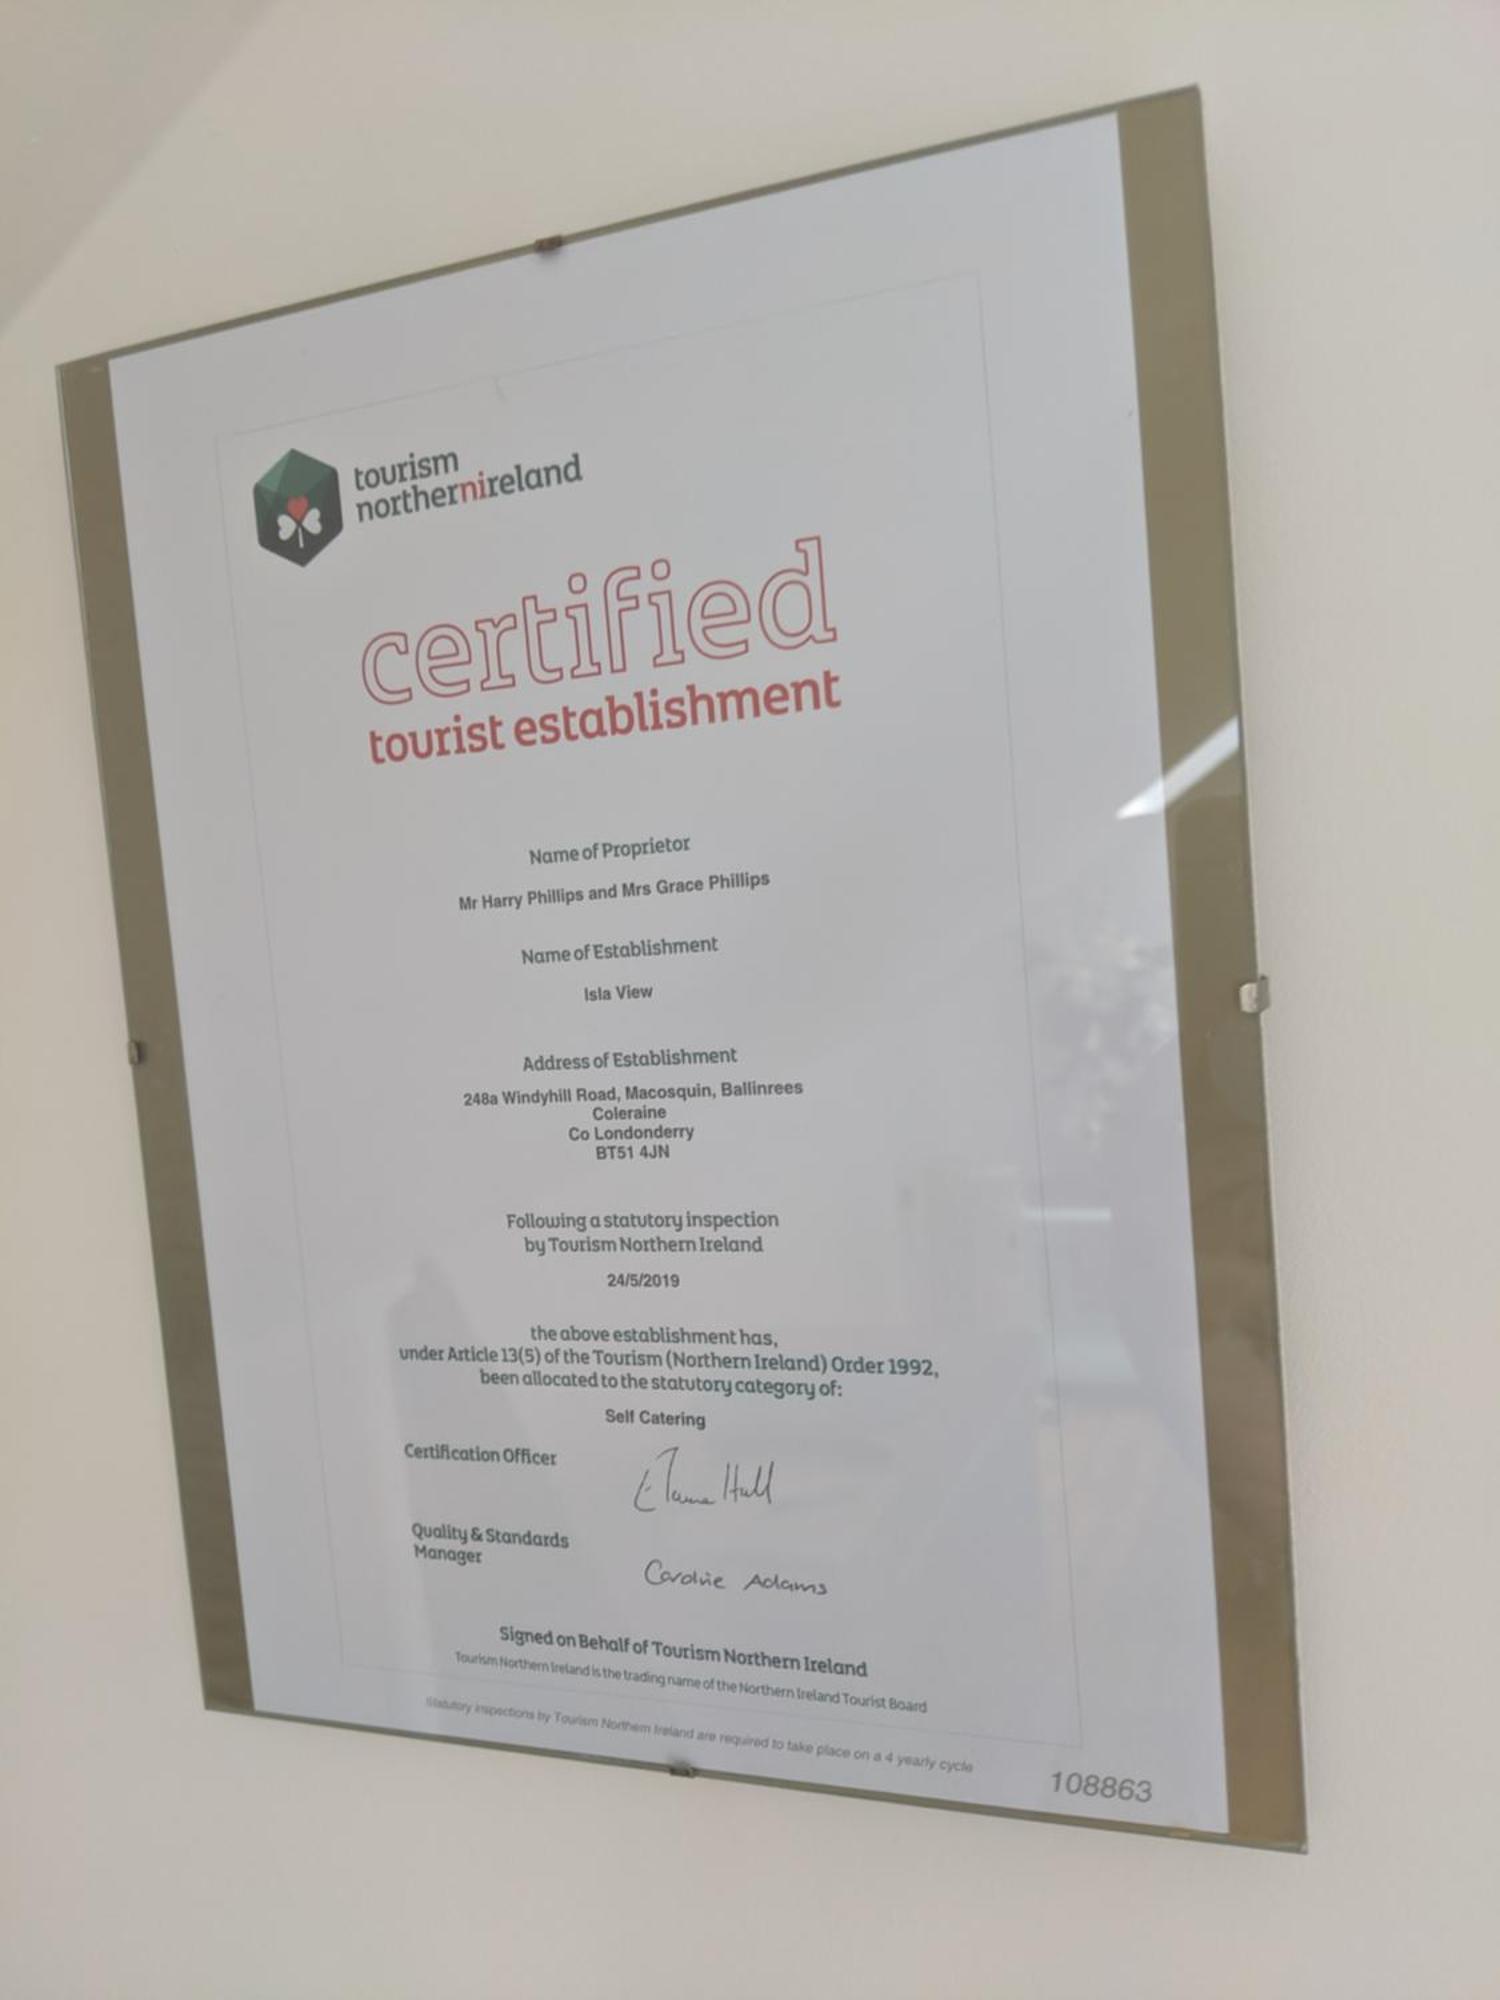 tourism
northernireland
certified
tourist establishment
Name of Proprietor
Mr Harry Phillips and Mrs Grace Phillips
Name of Establishment
Isla View
Address of Establishment
248a Windyhill Road, Macosquin, Ballinrees
Coleraine
Co Londonderry
BT51 4JN
Following a statutory inspection
by Tourism Northern Ireland
24/5/2019
the above establishment has,
under Article 13(5) of the Tourism (Northern Ireland) Order 1992,
been allocated to the statutory category of:
Self Catering
Certification Officer
Hull
Quality & Standards
Manager
Caroline Adams
Signed on Behalf of Tourism Northern Ireland
Tourism Northern Ireland is the trading name of the Northern Ireland Tourist Board
Statutory inspections by Tourism Northern Ireland are required to take place on a 4 yearly cycle
108863